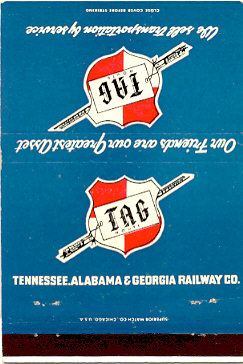 CLOSE COVER BEFORE STRIKING
We sell transportation by service
TAG
Our Friends are our Greatest Asset
TAG
TENNESSEE, ALABAMA & GEORGIA RAILWAY CO.
SUPERIOR MATCH CO., CHICAGO, U.S.A.